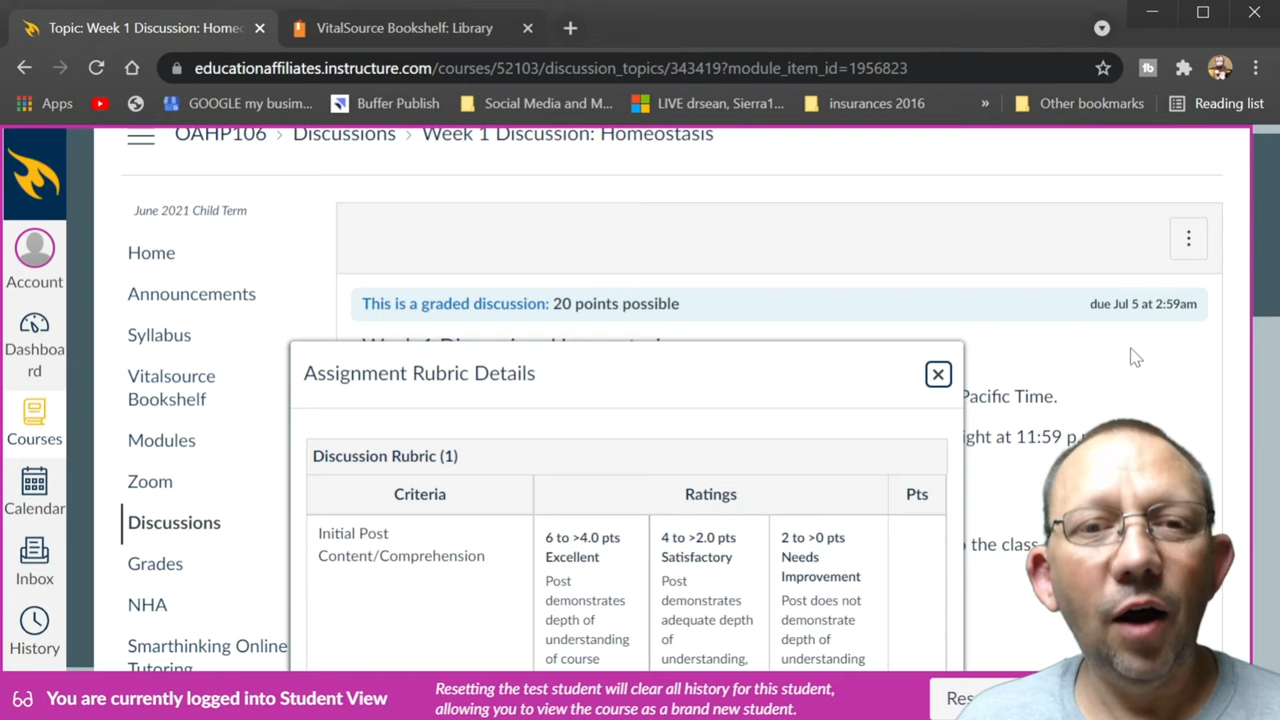 Topic: Week 1 Discussion: Home
VitalSource Bookshelf: Library
educationaffiliates.instructure.com/courses/52103/discussion_topics/343419?module_item_id=1956823
Apps
GOOGLE my busim...
Buffer Publish
Social Media and M...
LIVE drsean, Sierra1...
insurances 2016
»
Other bookmarks
Reading list
OAHP106 › Discussions › Week 1 Discussion: Homeostasis
June 2021 Child Term
Home
Announcements
Syllabus
Vitalsource
Bookshelf
Modules
Zoom
Discussions
Grades
NHA
Smarthinking Online
Tutoring
Account
Dashboa
rd
Courses
Calendar
Inbox
History
This is a graded discussion: 20 points possible
due Jul 5 at 2:59am
Pacific Time.
ight at 11:59 p.
the class
Assignment Rubric Details
Discussion Rubric (1)
Criteria
Ratings
Pts
Initial Post
Content/Comprehension
6 to >4.0 pts
Excellent
Post
demonstrates
depth of
understanding
of course
4 to >2.0 pts
Satisfactory
Post
demonstrates
adequate depth
of
understanding,
2 to >0 pts
Needs
Improvement
Post does not
demonstrate
depth of
understanding
You are currently logged into Student View
Resetting the test student will clear all history for this student,
allowing you to view the course as a brand new student.
Res